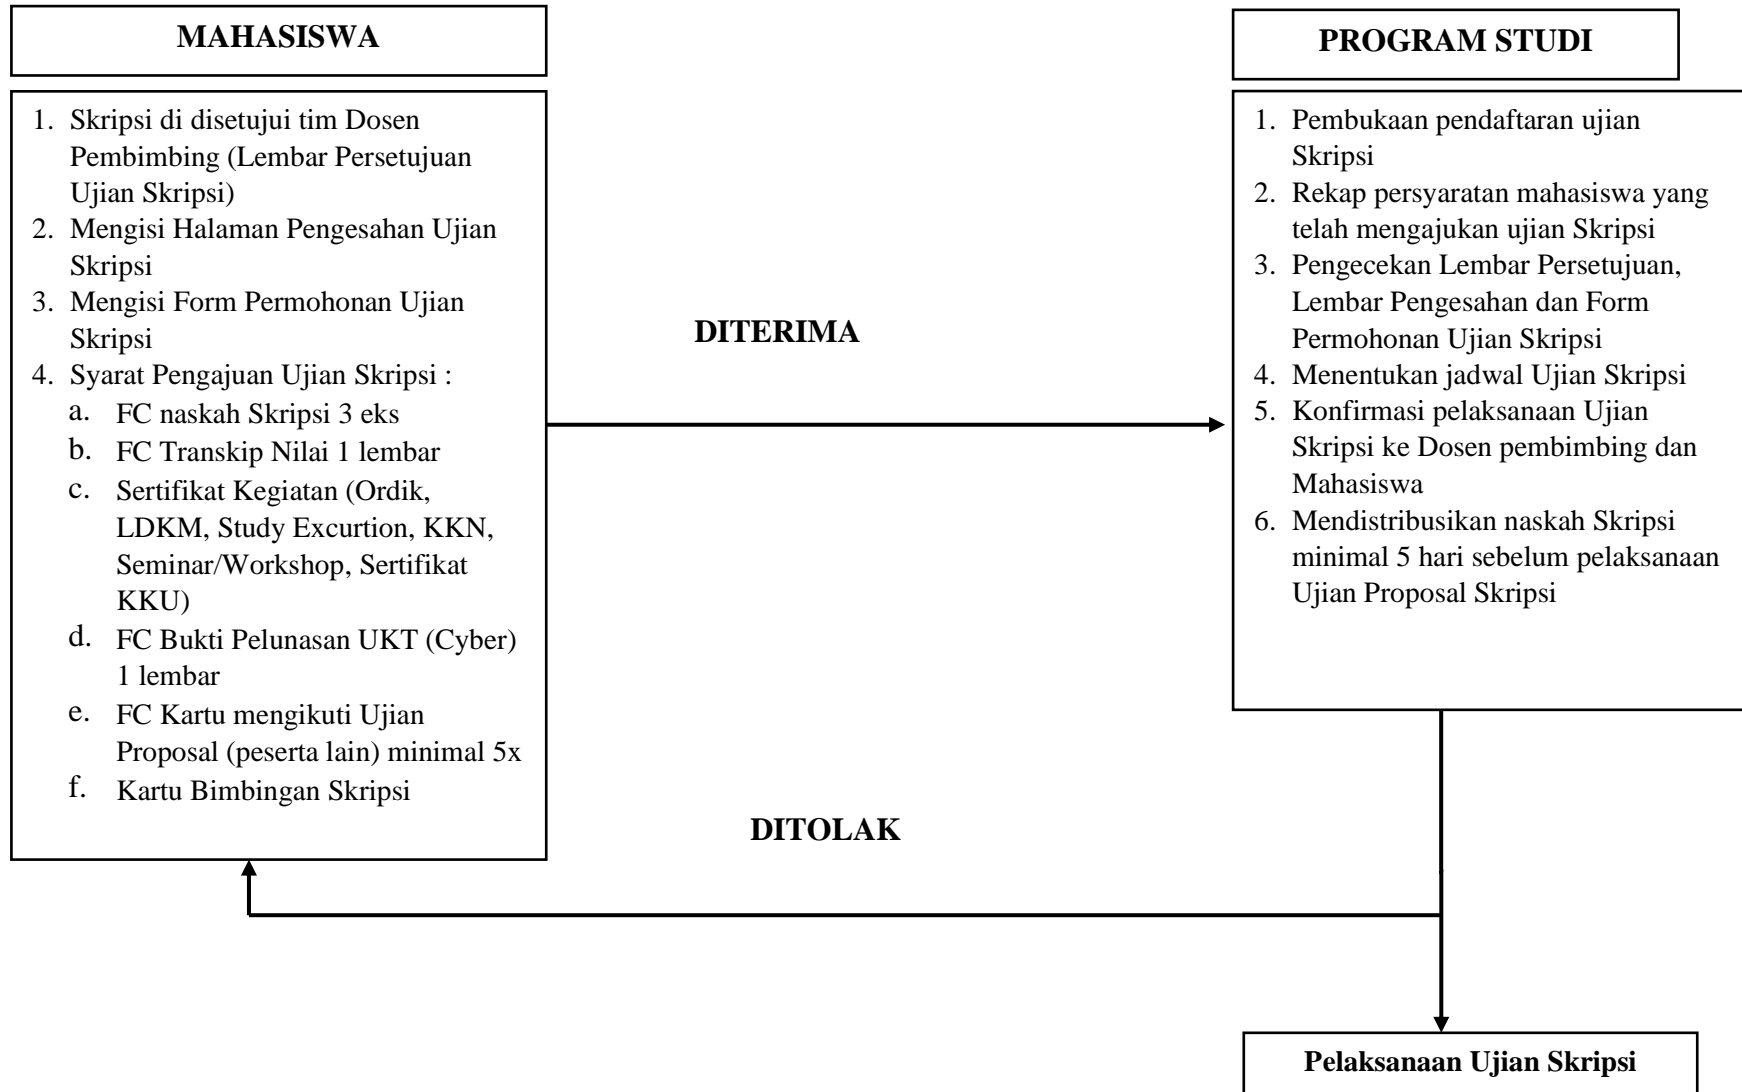 MAHASISWA
1. Skripsi di disetujui tim Dosen
Pembimbing (Lembar Persetujuan
Ujian Skripsi)
2. Mengisi Halaman Pengesahan Ujian
Skripsi
3. Mengisi Form Permohonan Ujian
Skripsi
4. Syarat Pengajuan Ujian Skripsi :
a. FC naskah Skripsi 3 eks
b. FC Transkip Nilai 1 lembar
c. Sertifikat Kegiatan (Ordik,
LDKM, Study Excurtion, KKN,
Seminar/Workshop, Sertifikat
KKU)
d. FC Bukti Pelunasan UKT (Cyber)
1 lembar
e. FC Kartu mengikuti Ujian
Proposal (peserta lain) minimal 5x
f. Kartu Bimbingan Skripsi
DITERIMA
DITOLAK
PROGRAM STUDI
1. Pembukaan pendaftaran ujian
Skripsi
2. Rekap persyaratan mahasiswa yang
telah mengajukan ujian Skripsi
3. Pengecekan Lembar Persetujuan,
Lembar Pengesahan dan Form
Permohonan Ujian Skripsi
4. Menentukan jadwal Ujian Skripsi
5. Konfirmasi pelaksanaan Ujian
Skripsi ke Dosen pembimbing dan
Mahasiswa
6. Mendistribusikan naskah Skripsi
minimal 5 hari sebelum pelaksanaan
Ujian Proposal Skripsi
Pelaksanaan Ujian Skripsi